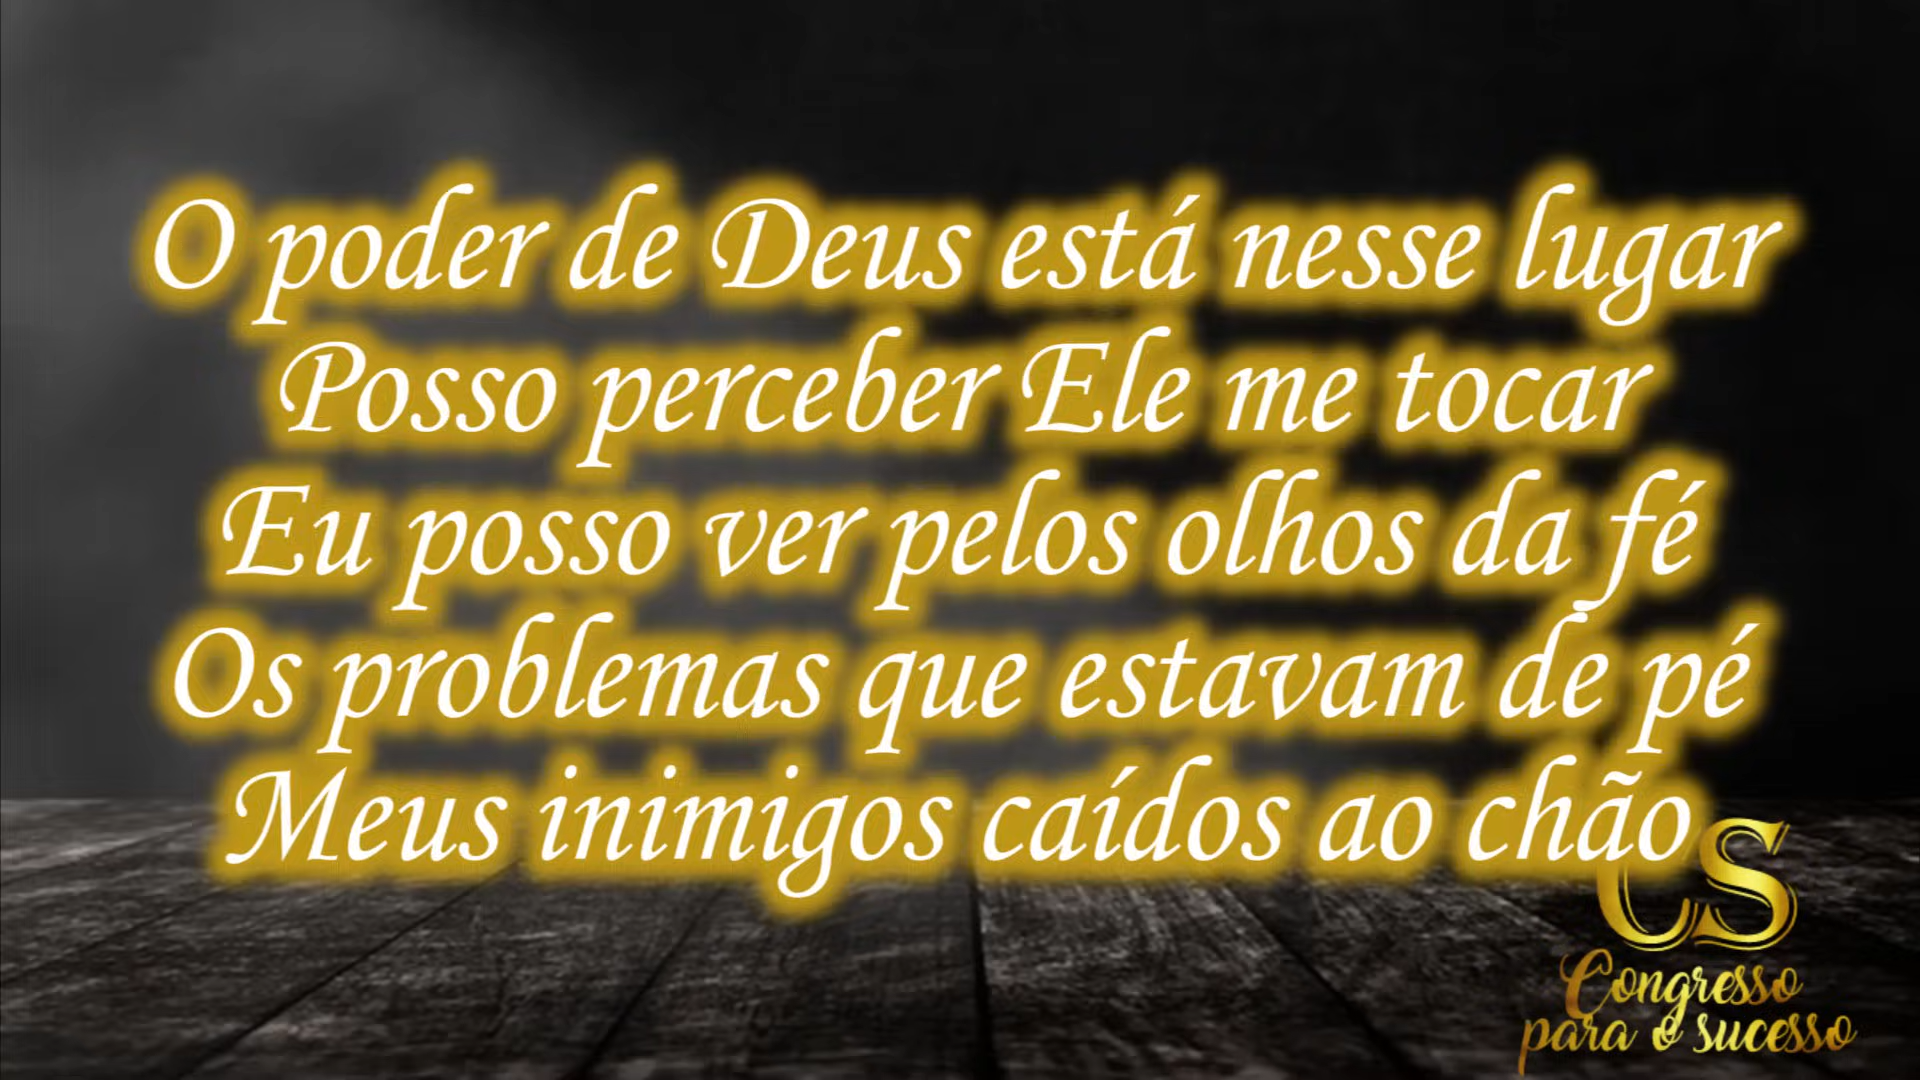 O poder de Deus está nesse lugar
Posso perceber Ele me tocar
Eu posso ver pelos olhos da fé
Os problemas que estavam de pé
Meus inimigos caídos ao chão
CS
Congresso
para o sucesso